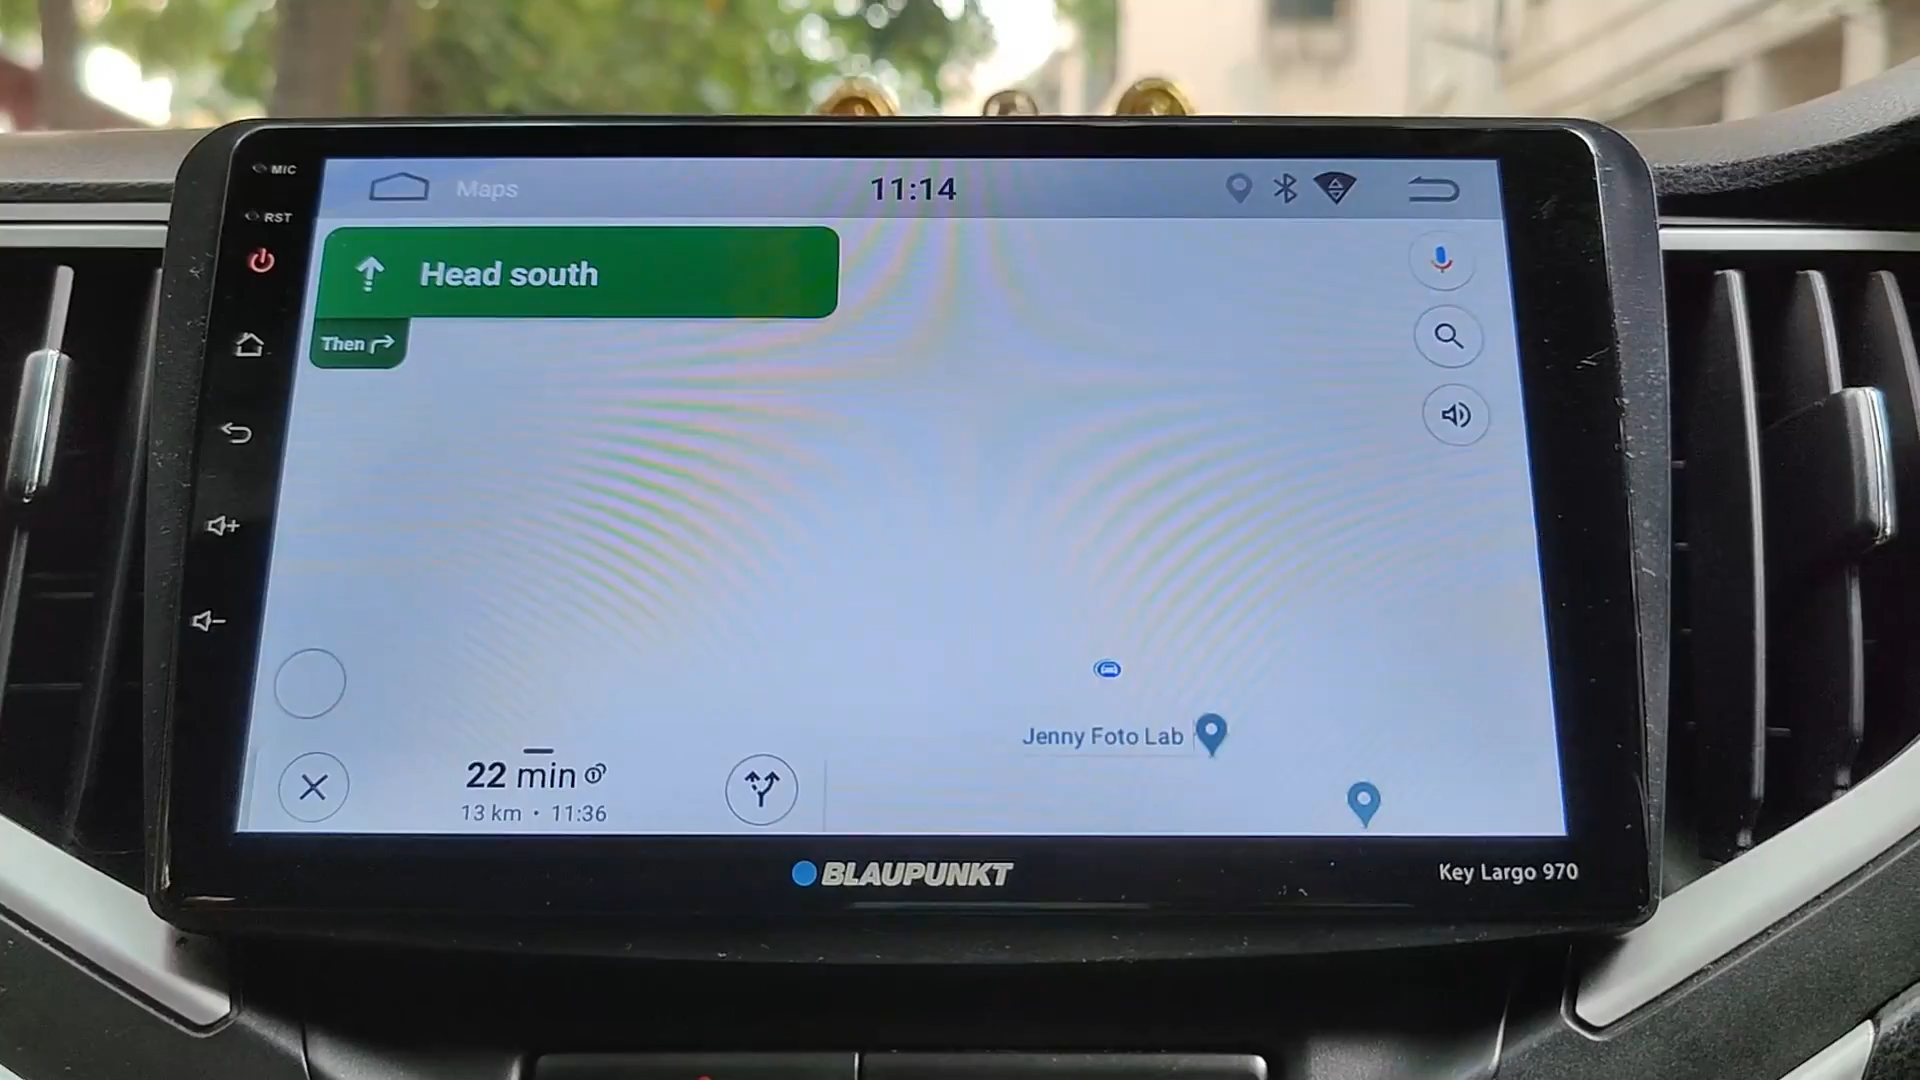 MIC
RST
Maps
11:14
Head south
Then
22 min
13 km · 11:36
Jenny Foto Lab
BLAUPUNKT
Key Largo 970